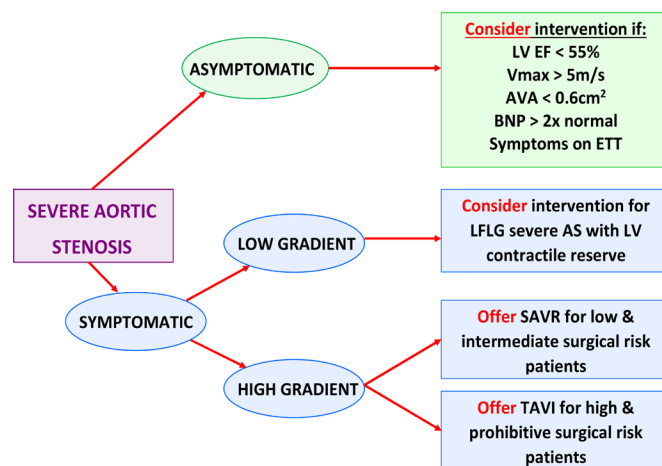 Consider intervention if:
LV EF < 55%
Vmax > 5m/s
AVA < 0.6cm²
BNP > 2x normal
Symptoms on ETT
ASYMPTOMATIC
SEVERE AORTIC
STENOSIS
LOW GRADIENT
Consider intervention for
LFLG severe AS with LV
contractile reserve
SYMPTOMATIC
HIGH GRADIENT
Offer SAVR for low &
intermediate surgical risk
patients
Offer TAVI for high &
prohibitive surgical risk
patients